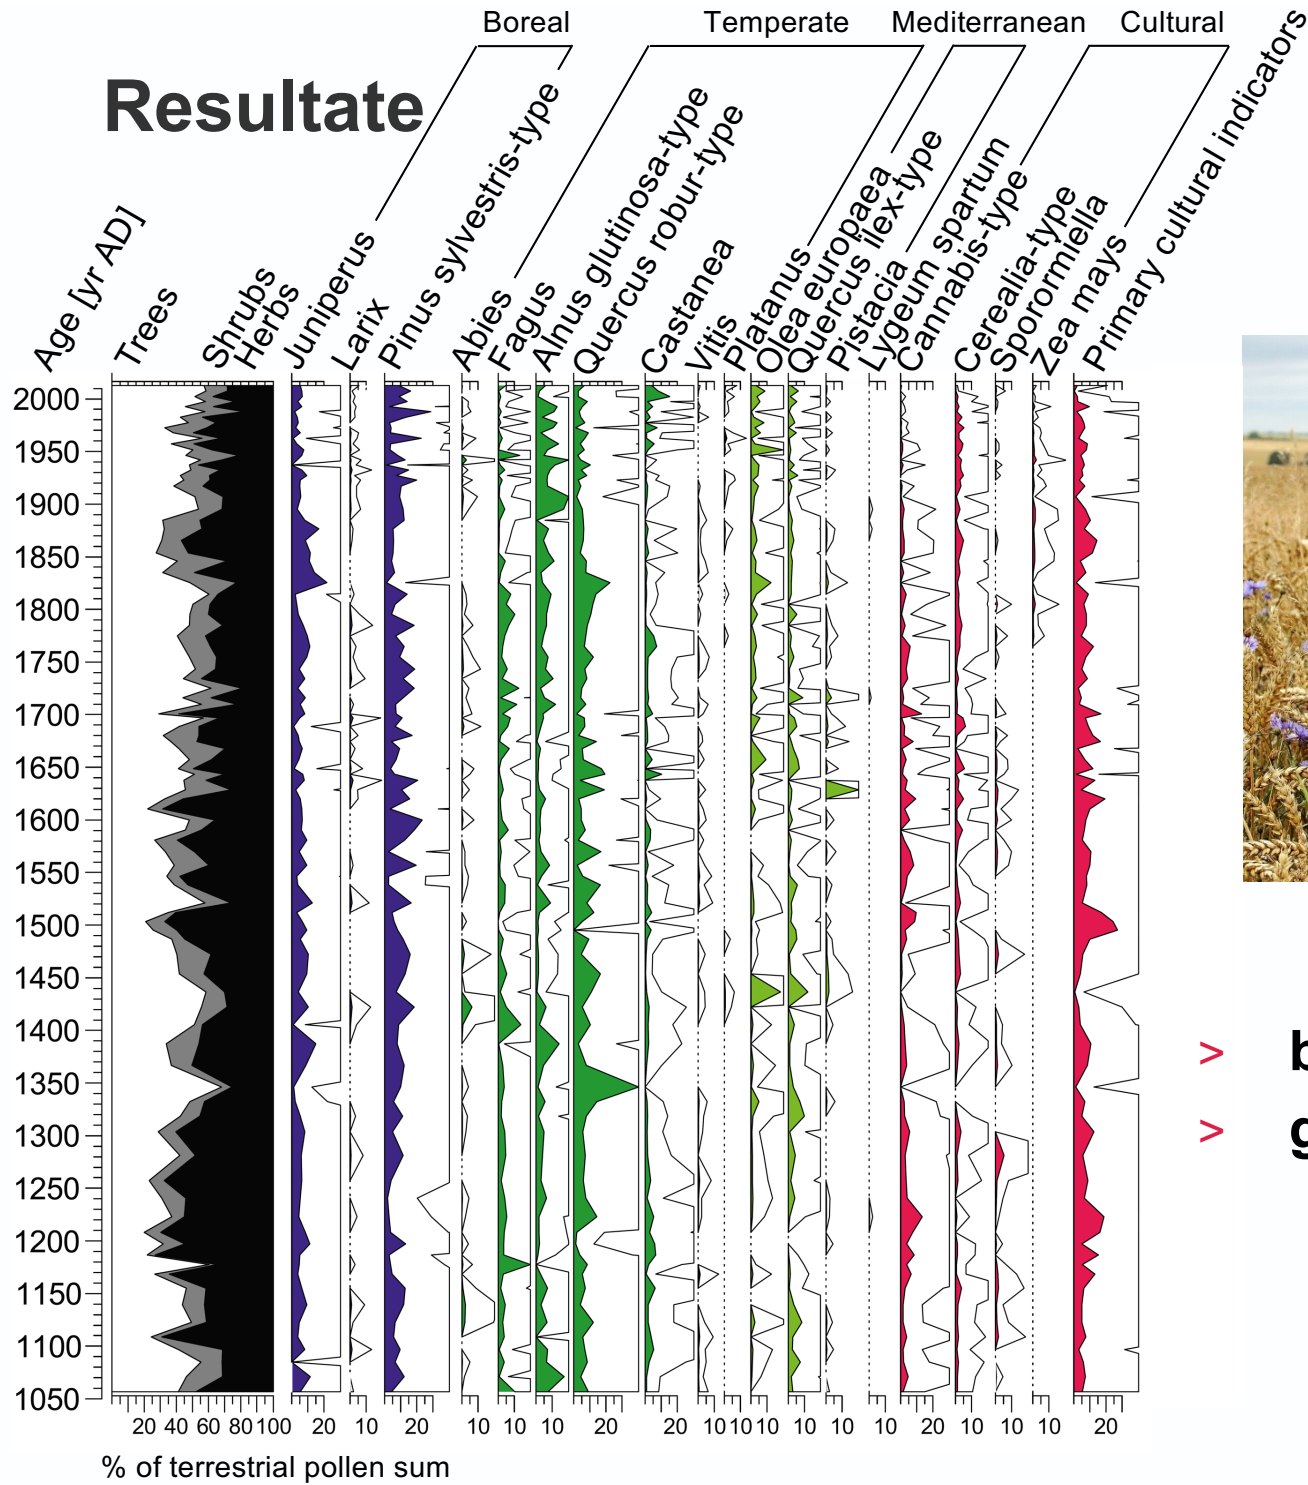 Boreal Temperate Mediterranean Cultural
Resultate
Age [yr AD]
Trees
Shrubs
Herbs
Juniperus
Larix
Pinus sylvestris-type
Abies
Fagus
Alnus glutinosa-type
Quercus robur-type
Castanea
Vitis
Platanus
Olea europaea
Quercus ilex-type
Pistacia
Lygeum spartum
Cannabis-type
Cerealia-type
Sporormiella
Zea mays
Primary cultural indicators
2000
1950
1900
1850
1800
1750
1700
1650
1600
1550
1500
1450
1400
1350
1300
1250
1200
1150
1100
1050
> b
> g
20 40 60 80 100 20 10 20 10 10 10 20 20 10 10 10 10 10 10 20 10 10 10 20
% of terrestrial pollen sum